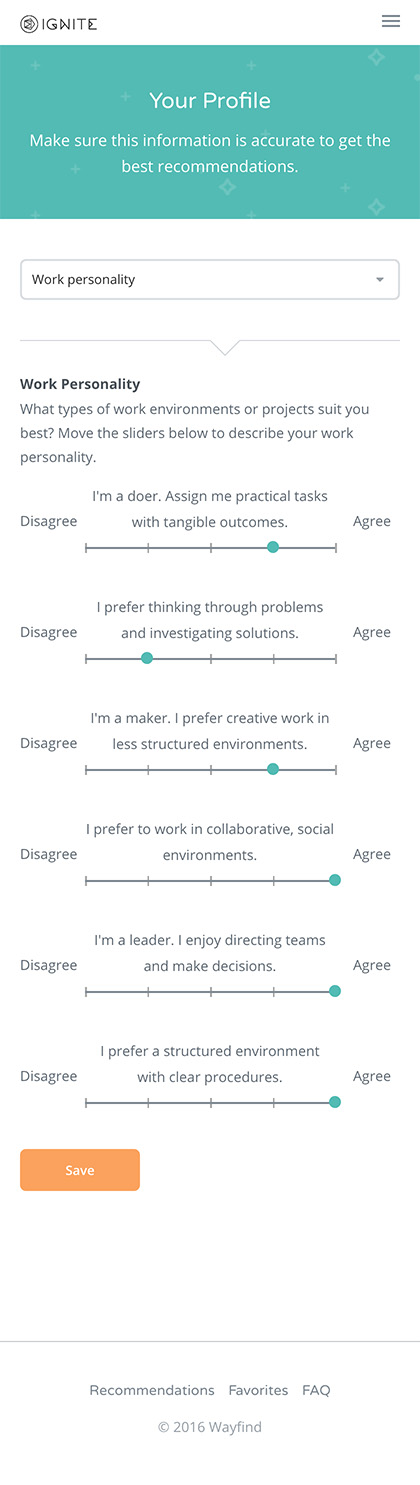 IGNITE
Your Profile
Make sure this information is accurate to get the
best recommendations.
Work personality
Work Personality
What types of work environments or projects suit you
best? Move the sliders below to describe your work
personality.
I'm a doer. Assign me practical tasks
with tangible outcomes.
Disagree
Agree
I prefer thinking through problems
and investigating solutions.
Disagree
Agree
I'm a maker. I prefer creative work in
less structured environments.
Disagree
Agree
I prefer to work in collaborative, social
environments.
Disagree
Agree
I'm a leader. I enjoy directing teams
and make decisions.
Disagree
Agree
I prefer a structured environment
with clear procedures.
Disagree
Agree
Save
Recommendations Favorites FAQ
© 2016 Wayfind